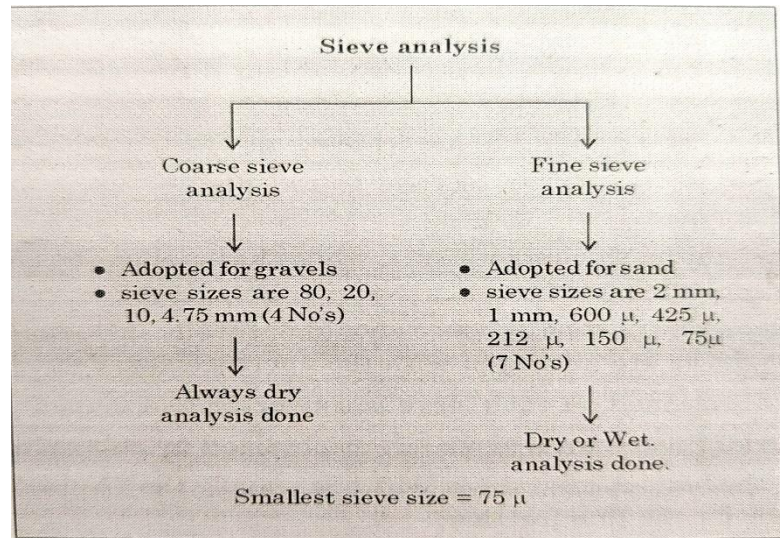 Sieve analysis
Coarse sieve
analysis
• Adopted for gravels
• sieve sizes are 80, 20,
10, 4.75 mm (4 No's)
Always dry
analysis done
Fine sieve
analysis
• Adopted for sand
• sieve sizes are 2 mm,
1 mm, 600 μ, 425 μ,
212 μ, 150 μ, 75μ
(7 No's)
Dry or Wet.
analysis done.
Smallest sieve size = 75 μ